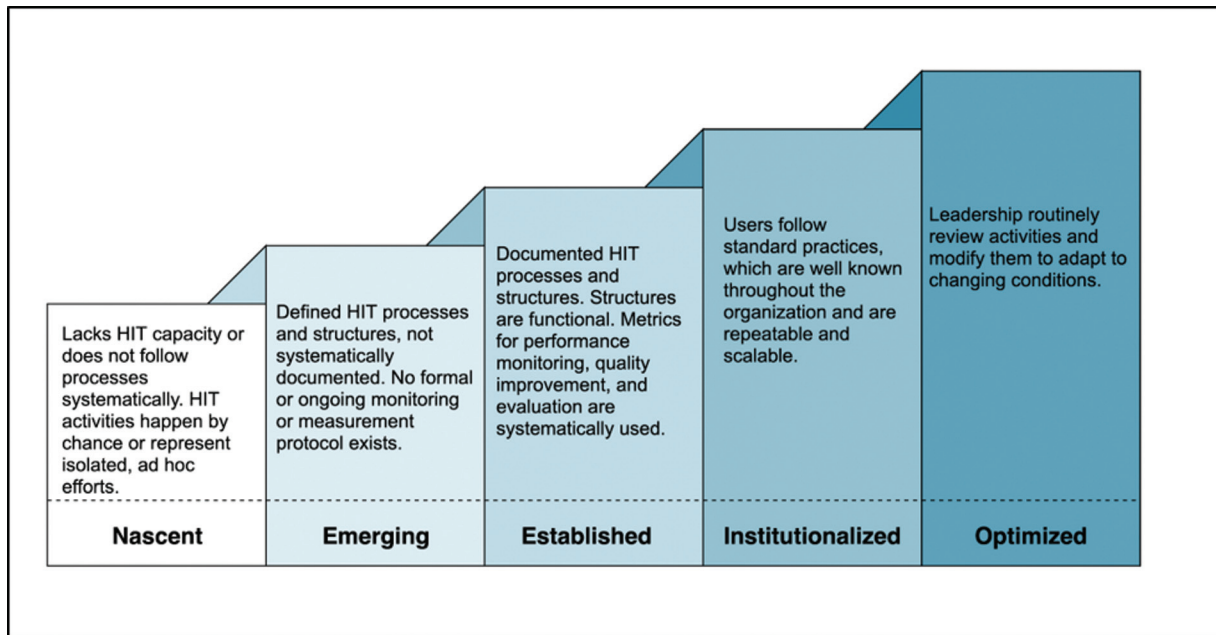 Lacks HIT capacity or
does not follow
processes
systematically. HIT
activities happen by
chance or represent
isolated, ad hoc
efforts.
Nascent
Defined HIT processes
and structures, not
systematically
documented. No formal
or ongoing monitoring
or measurement
protocol exists.
Emerging
Documented HIT
processes and
structures. Structures
are functional. Metrics
for performance
monitoring, quality
improvement, and
evaluation are
systematically used.
Established
Users follow
standard practices,
which are well known
throughout the
organization and are
repeatable and
scalable.
Institutionalized
Leadership routinely
review activities and
modify them to adapt to
changing conditions.
Optimized